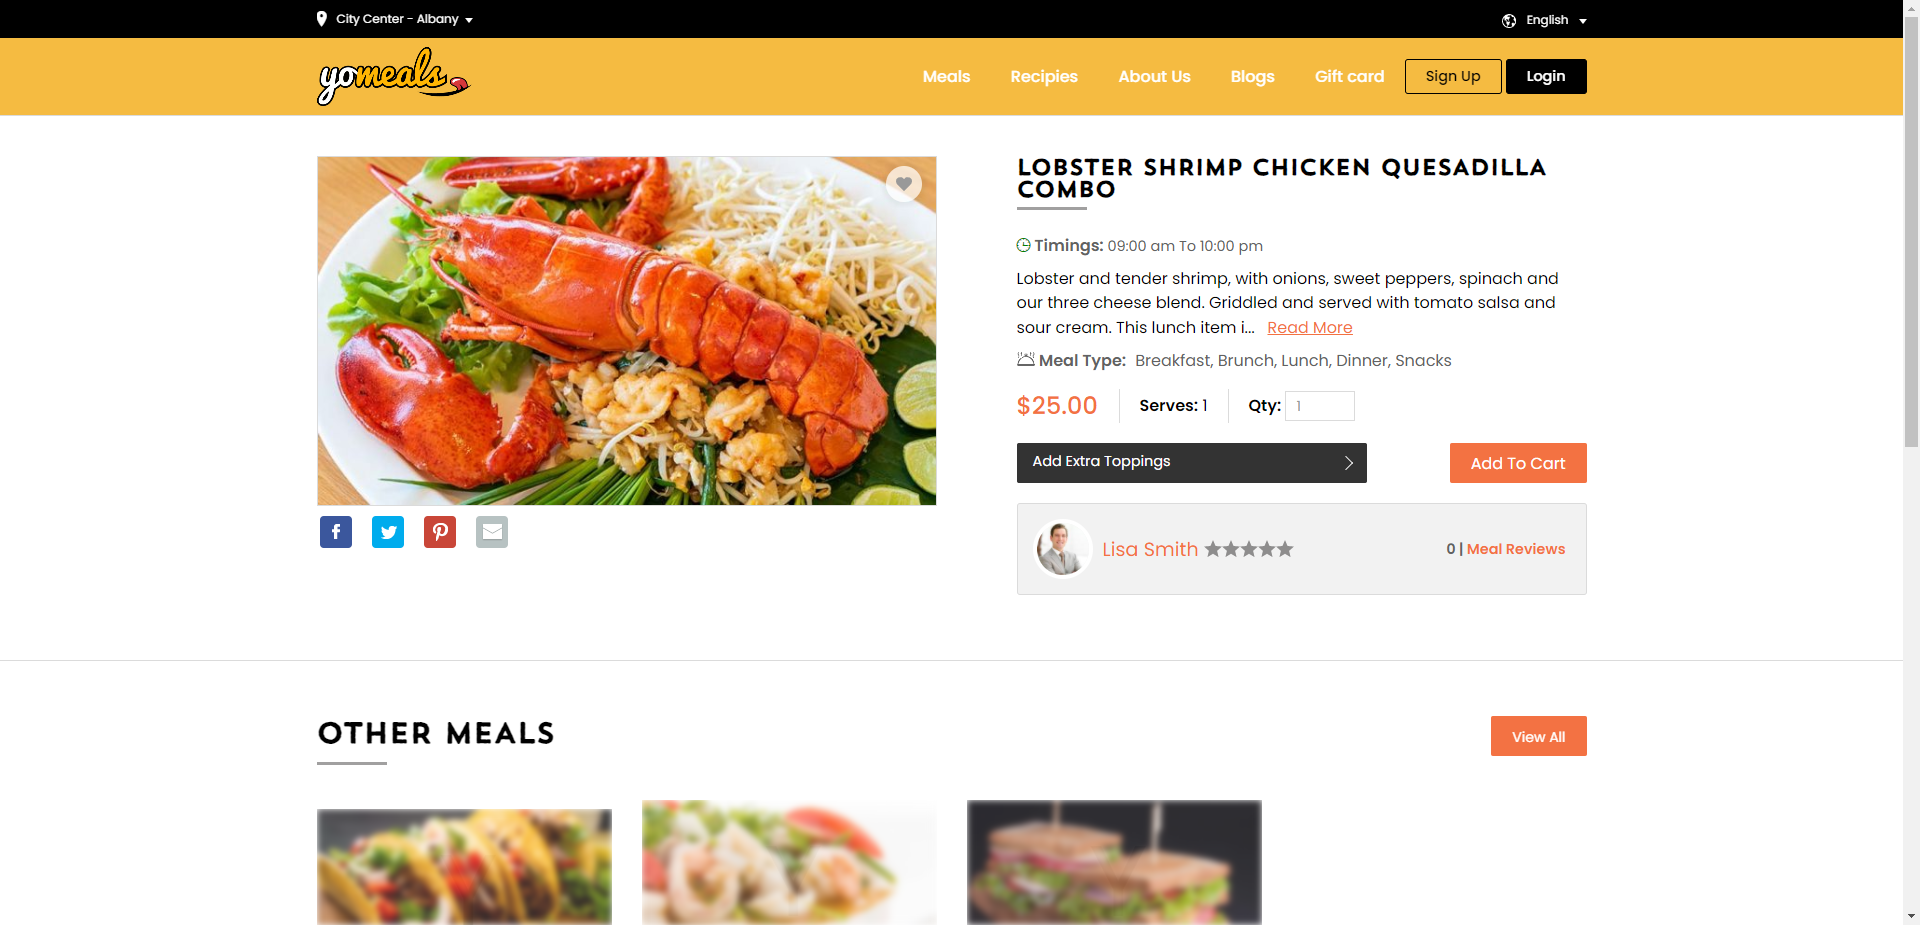 City Center - Albany
English
yomeals
Meals
Recipies
About Us
Blogs
Gift card
Sign Up
Login
LOBSTER SHRIMP CHICKEN QUESADILLA
COMBO
Timings: 09:00 am To 10:00 pm
Lobster and tender shrimp, with onions, sweet peppers, spinach and
our three cheese blend. Griddled and served with tomato salsa and
sour cream. This lunch item i... Read More
Meal Type: Breakfast, Brunch, Lunch, Dinner, Snacks
$25.00
Serves: 1
Qty: 1
Add Extra Toppings
Add To Cart
Lisa Smith
0 | Meal Reviews
OTHER MEALS
View All